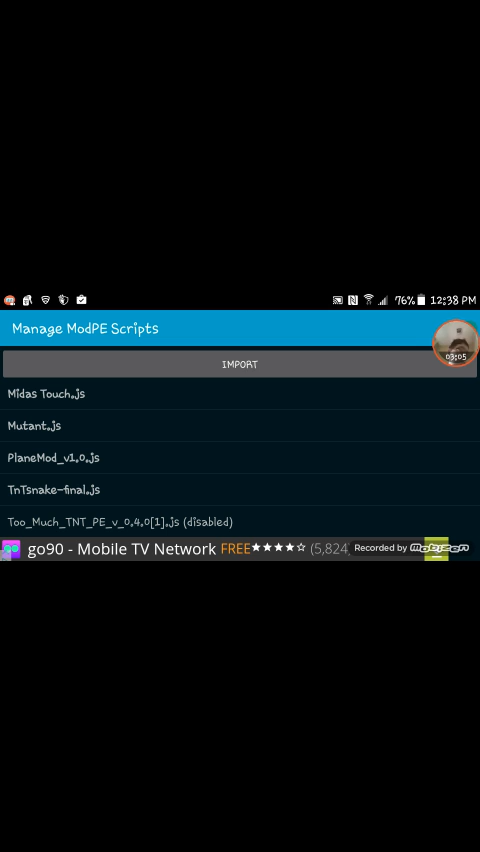 76% 12:38 PM
Manage ModPE Scripts
03:05
IMPORT
Midas Touch.js
Mutant.js
PlaneMod_v1.0.js
TnTsnake-final.js
Too_Much_TNT_PE_v_0.4.0[1].js (disabled)
go90 - Mobile TV Network FREE★★★★☆ (5,824)
Recorded by mobizen